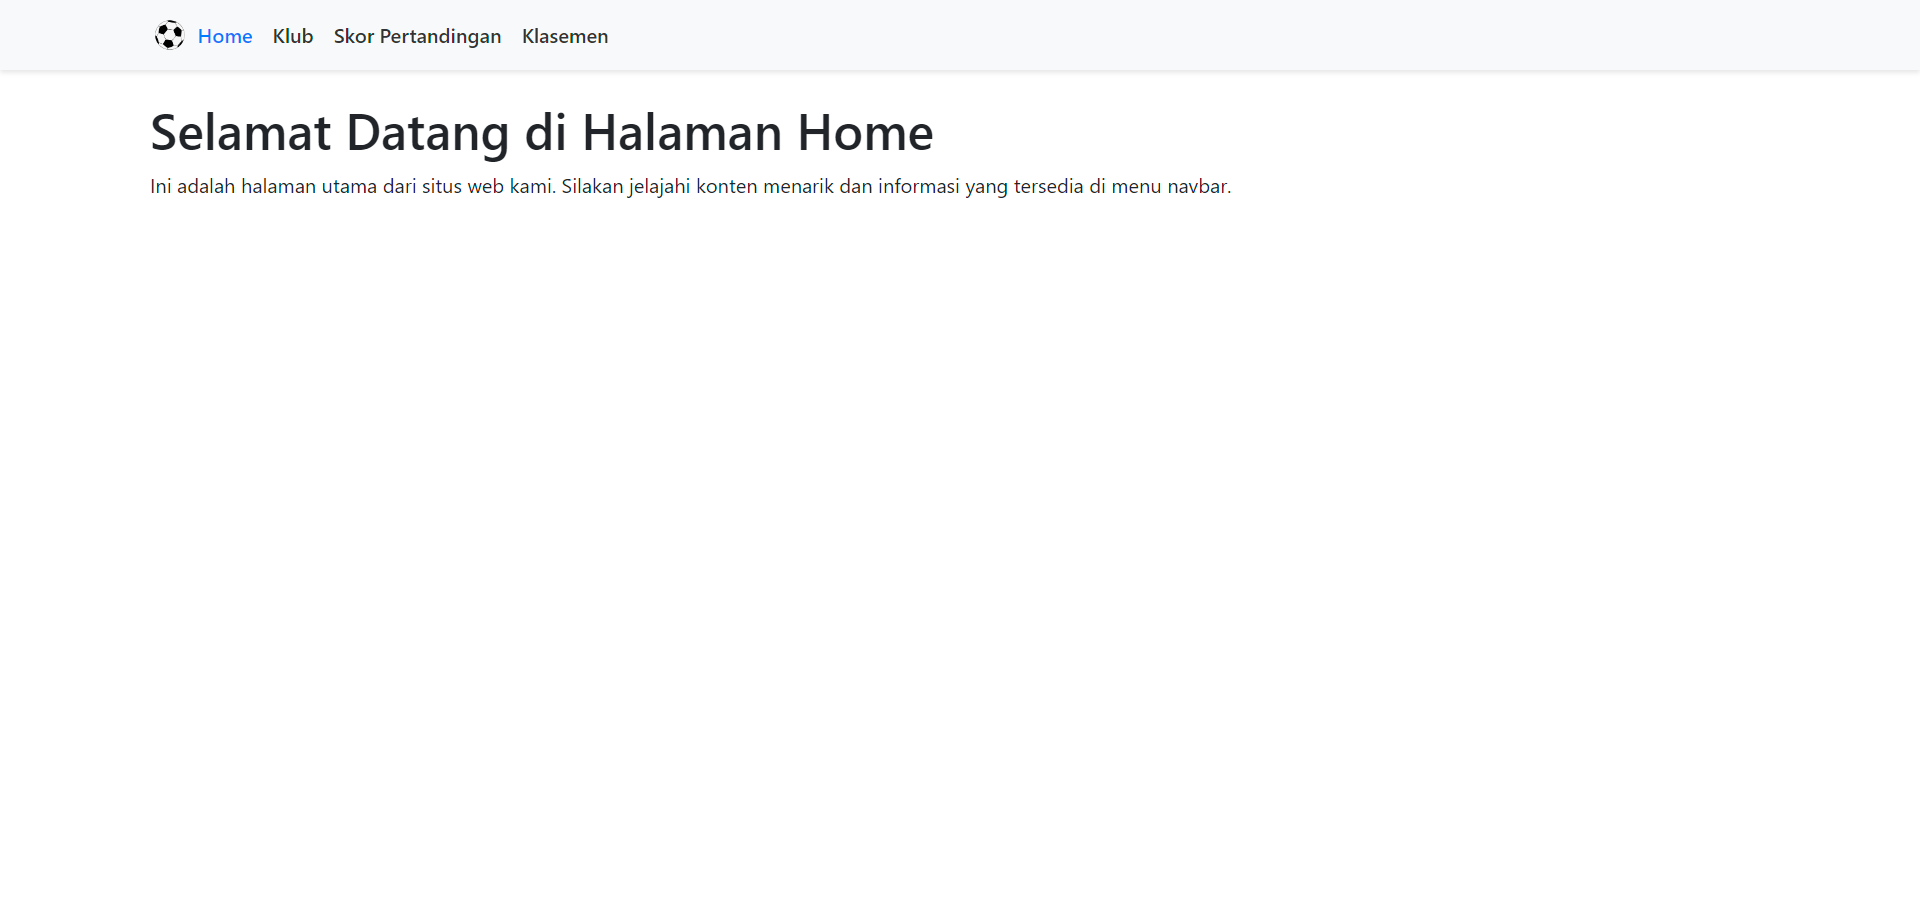 Home Klub Skor Pertandingan Klasemen
Selamat Datang di Halaman Home
Ini adalah halaman utama dari situs web kami. Silakan jelajahi konten menarik dan informasi yang tersedia di menu navbar.